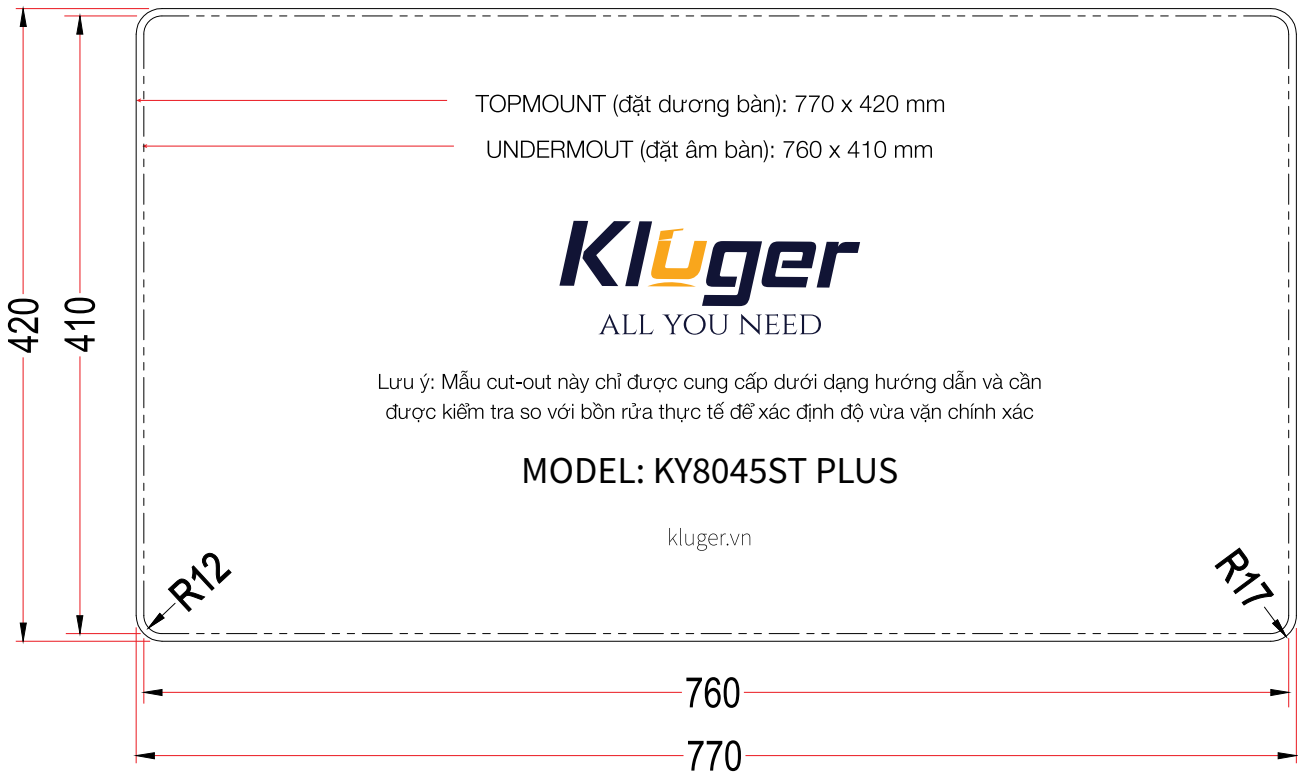 TOPMOUNT (đặt dương bàn): 770 x 420 mm
UNDERMOUT (đặt âm bàn): 760 x 410 mm
Kluger
ALL YOU NEED
420
410
Lưu ý: Mẫu cut-out này chỉ được cung cấp dưới dạng hướng dẫn và cần
được kiểm tra so với bồn rửa thực tế để xác định độ vừa vặn chính xác
MODEL: KY8045ST PLUS
kluger.vn
R12
R17
760
770